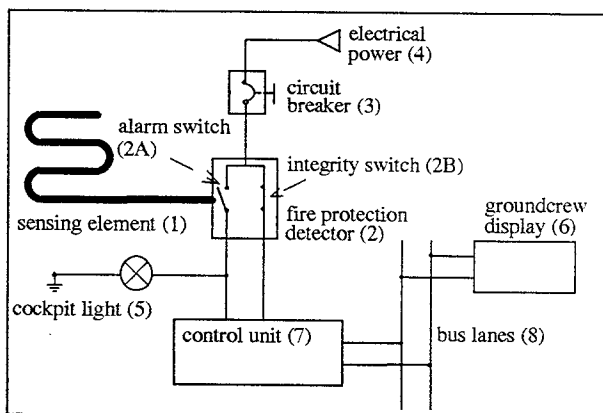 electrical
power (4)
circuit
breaker (3)
alarm switch
(2A)
integrity switch (2B)
sensing element (1)
fire protection
detector (2)
groundcrew
display (6)
cockpit light (5)
control unit (7)
bus lanes (8)